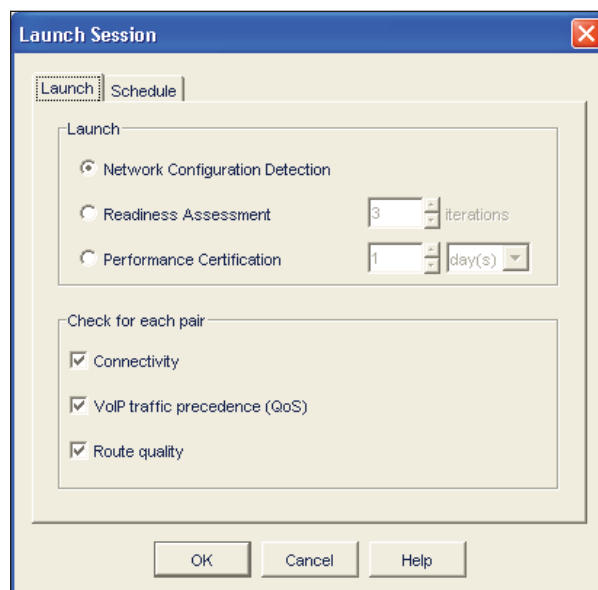 Launch Session
Launch Schedule
Launch
Network Configuration Detection
Readiness Assessment 3 iterations
Performance Certification 1 day(s)
Check for each pair
Connectivity
VoIP traffic precedence (QoS)
Route quality
OK Cancel Help